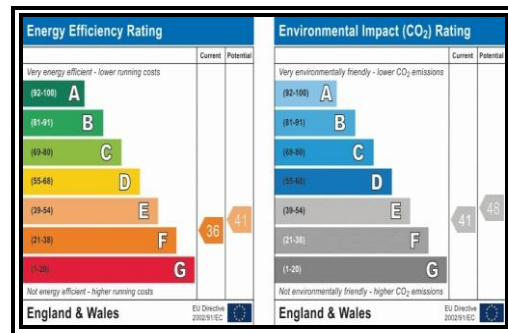 Energy Efficiency Rating
Current Potential
Very energy efficient - lower running costs
(92-100) A
(81-91) B
(69-80) C
(55-68) D
(39-54) E
(21-38) F
(1-20) G
36
41
Not energy efficient - higher running costs
England & Wales
EU Directive
2002/91/EC
Environmental Impact (CO₂) Rating
Current Potential
Very environmentally friendly - lower CO₂ emissions
(92-100) A
(81-91) B
(69-80) C
(55-68) D
(39-54) E
(21-38) F
(1-20) G
41
48
Not environmentally friendly - higher CO₂ emissions
England & Wales
EU Directive
2002/91/EC